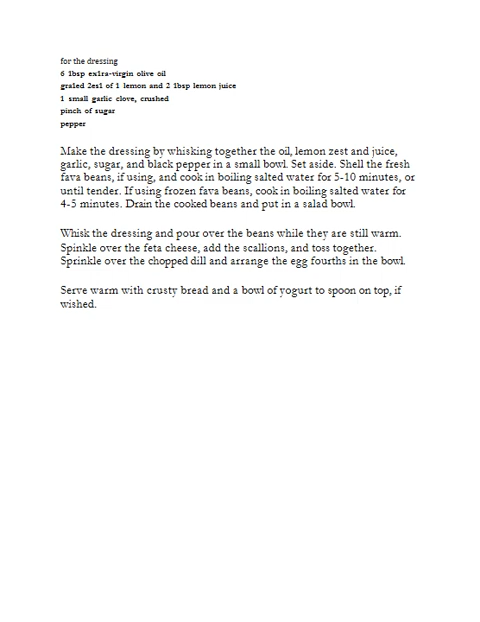 for the dressing
6 1bsp ex1ra-virgin olive oil
gra1ed 2es1 of 1 lemon and 2 1bsp lemon juice
1 small garlic clove, crushed
pinch of sugar
pepper
Make the dressing by whisking together the oil, lemon zest and juice,
garlic, sugar, and black pepper in a small bowl. Set aside. Shell the fresh
fava beans, if using, and cook in boiling salted water for 5-10 minutes, or
until tender. If using frozen fava beans, cook in boiling salted water for
4-5 minutes. Drain the cooked beans and put in a salad bowl.
Whisk the dressing and pour over the beans while they are still warm.
Spinkle over the feta cheese, add the scallions, and toss together.
Sprinkle over the chopped dill and arrange the egg fourths in the bowl.
Serve warm with crusty bread and a bowl of yogurt to spoon on top, if
wished.